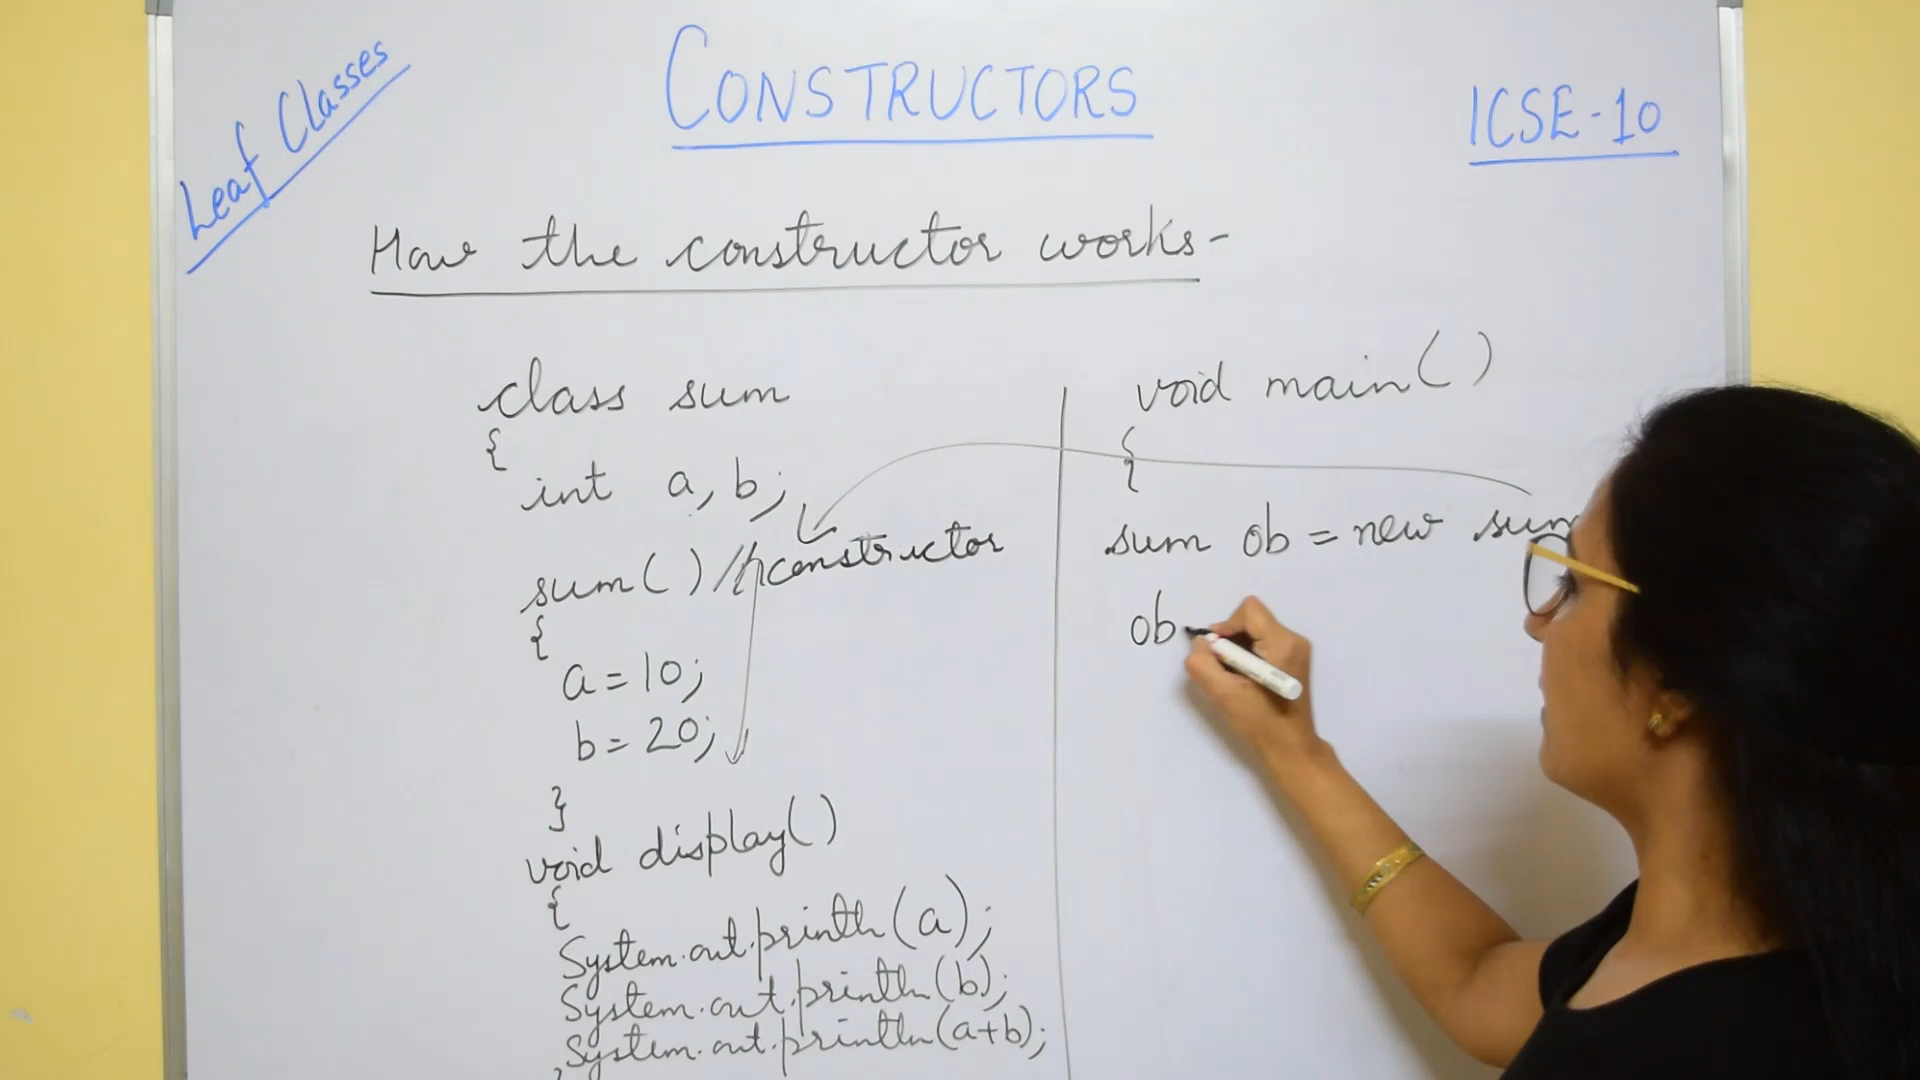 Leaf Classes
CONSTRUCTORS
ICSE-10
How the constructor works-
class sum
{
int a, b;
sum() //constructor
{
a = 10;
b = 20;
}
void display()
{
System.out.println(a);
System.out.println(b);
System.out.println(a+b);
void main()
{
sum ob = new sum
ob